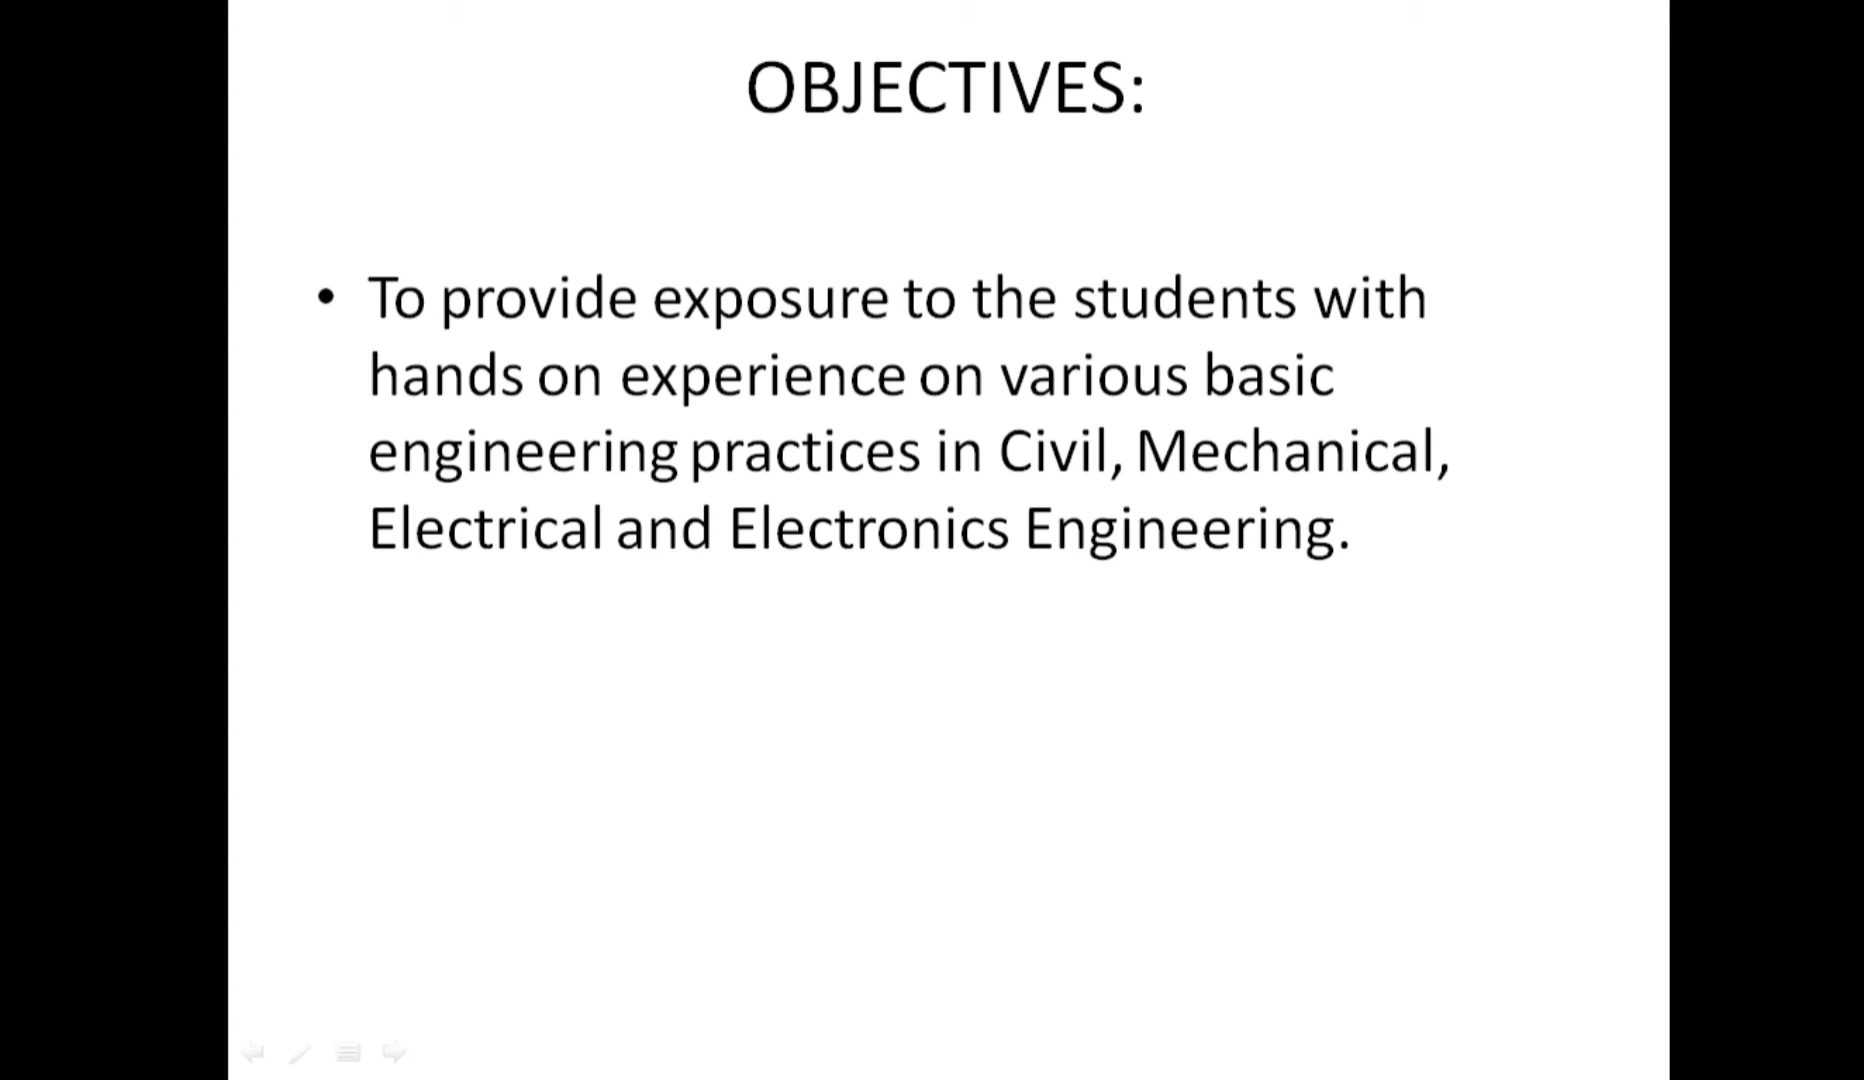 OBJECTIVES:
• To provide exposure to the students with
hands on experience on various basic
engineering practices in Civil, Mechanical,
Electrical and Electronics Engineering.